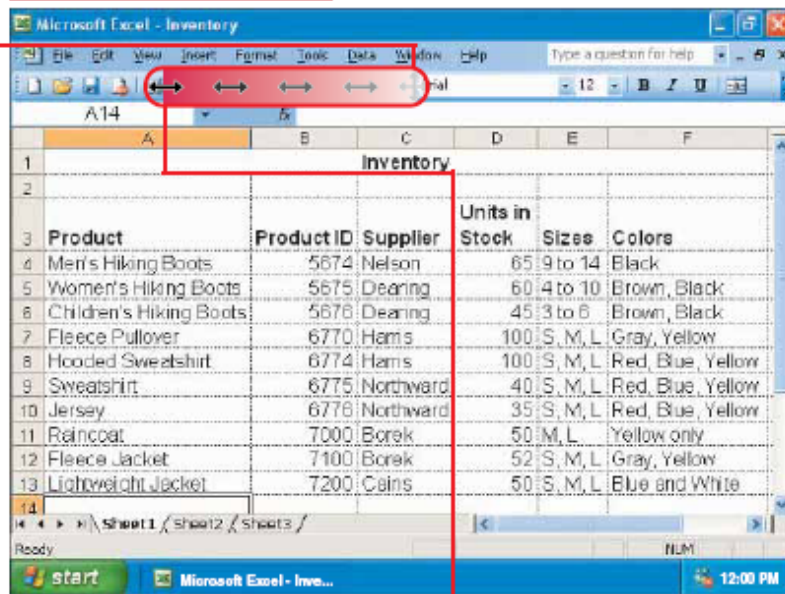 Microsoft Excel - Inventory
File Edit View Insert Format Tools Data Window Help Type a question for help
12 B I U
A14 fx
A B C D E F
1 Inventory
2
3 Product Product ID Supplier Units in Stock Sizes Colors
4 Men's Hiking Boots 5674 Nelson 65 9 to 14 Black
5 Women's Hiking Boots 5675 Dearing 60 4 to 10 Brown, Black
6 Children's Hiking Boots 5676 Dearing 45 3 to 6 Brown, Black
7 Fleece Pullover 6770 Harris 100 S, M, L Gray, Yellow
8 Hooded Sweatshirt 6774 Harris 100 S, M, L Red, Blue, Yellow
9 Sweatshirt 6775 Northward 40 S, M, L Red, Blue, Yellow
10 Jersey 6776 Northward 35 S, M, L Red, Blue, Yellow
11 Raincoat 7000 Borek 50 M, L Yellow only
12 Fleece Jacket 7100 Borek 52 S, M, L Gray, Yellow
13 Lightweight Jacket 7200 Cains 50 S, M, L Blue and White
14
Sheet1 / Sheet2 / Sheet3 /
Ready NUM
start Microsoft Excel - Inve... 12:00 PM